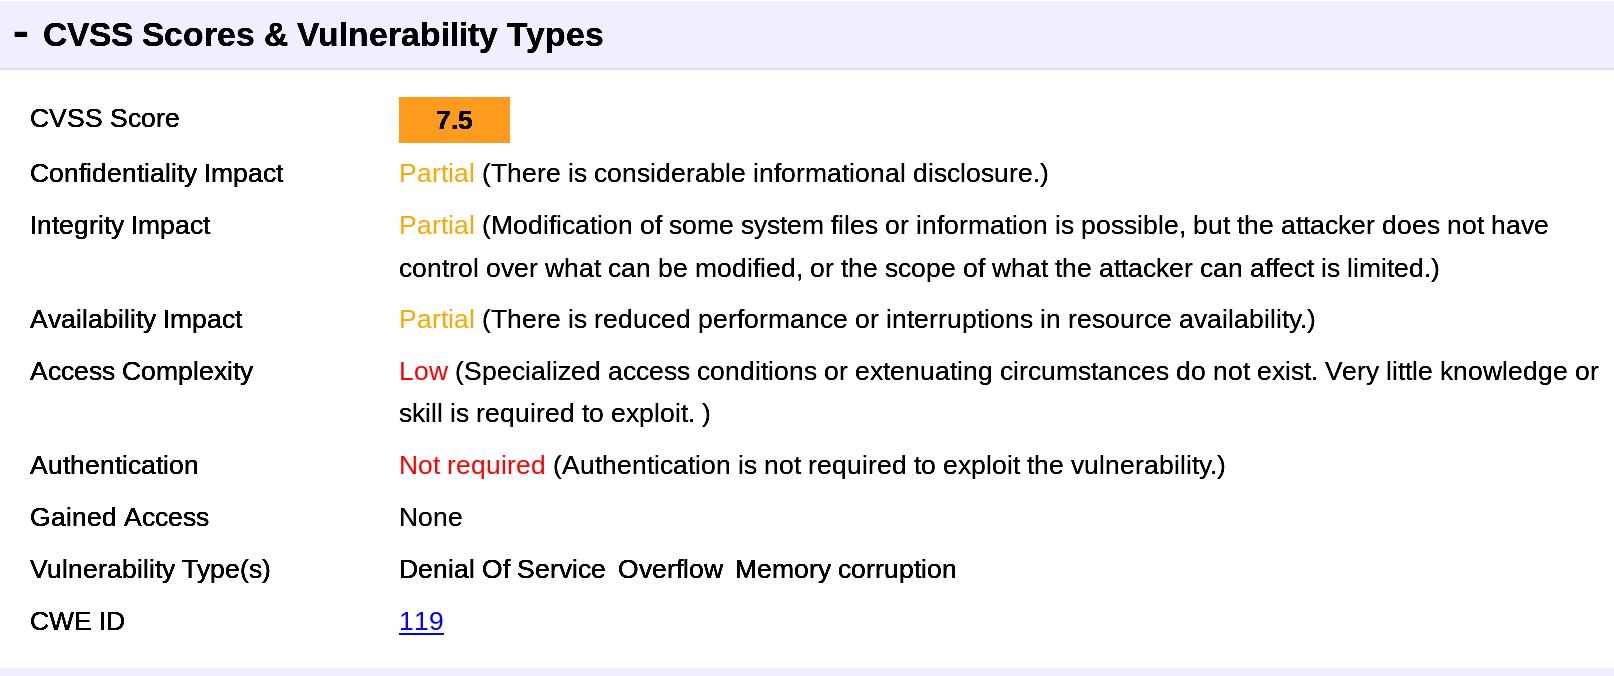 - CVSS Scores & Vulnerability Types
CVSS Score 7.5
Confidentiality Impact Partial (There is considerable informational disclosure.)
Integrity Impact Partial (Modification of some system files or information is possible, but the attacker does not have
control over what can be modified, or the scope of what the attacker can affect is limited.)
Availability Impact Partial (There is reduced performance or interruptions in resource availability.)
Access Complexity Low (Specialized access conditions or extenuating circumstances do not exist. Very little knowledge or
skill is required to exploit. )
Authentication Not required (Authentication is not required to exploit the vulnerability.)
Gained Access None
Vulnerability Type(s) Denial Of Service Overflow Memory corruption
CWE ID 119